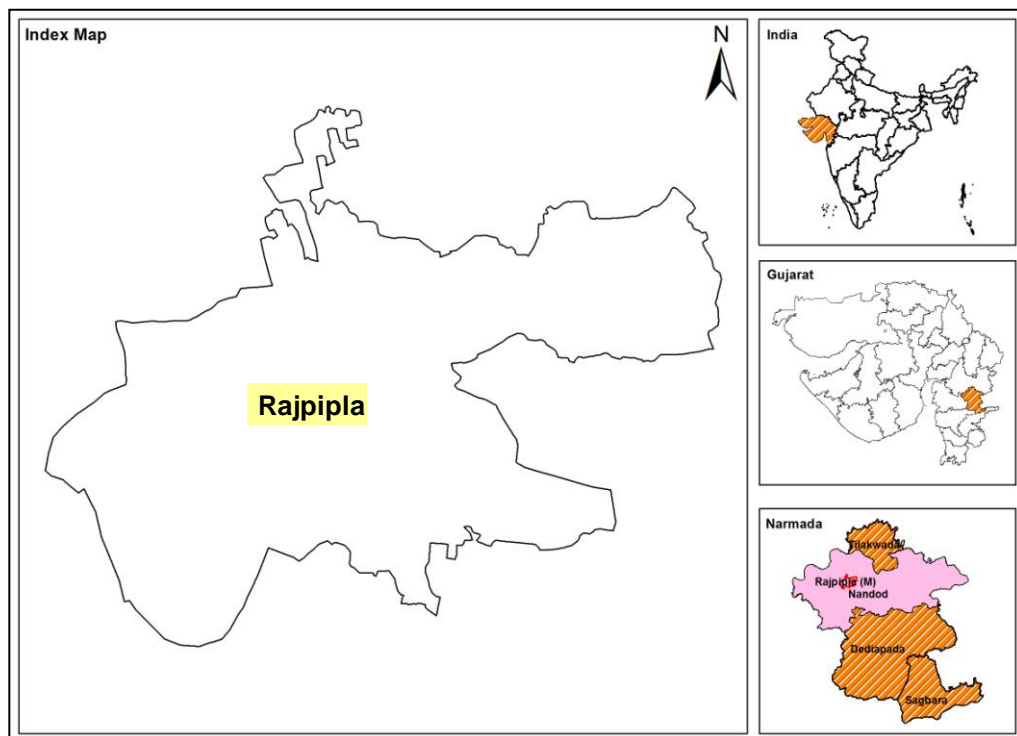 Index Map
N
Rajpipla
India
Gujarat
Narmada
Tilakwada
Rajpipla (M)
Nandod
Dediapada
Sagbara